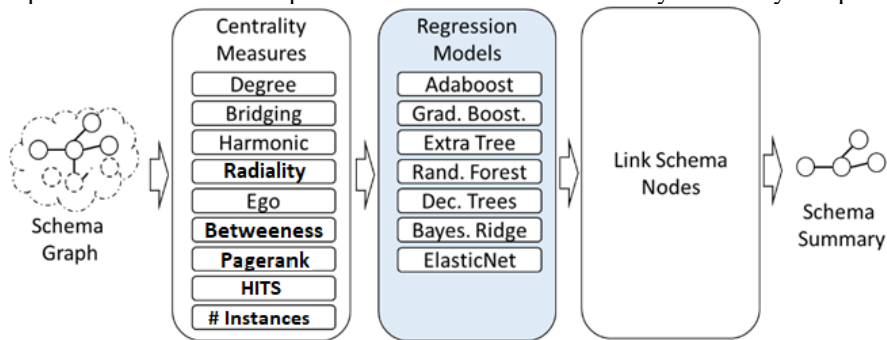 Centrality
Measures
Degree
Bridging
Harmonic
Radiality
Ego
Betweeness
Pagerank
HITS
# Instances
Regression
Models
Adaboost
Grad. Boost.
Extra Tree
Rand. Forest
Dec. Trees
Bayes. Ridge
ElasticNet
Link Schema
Nodes
Schema
Graph
Schema
Summary